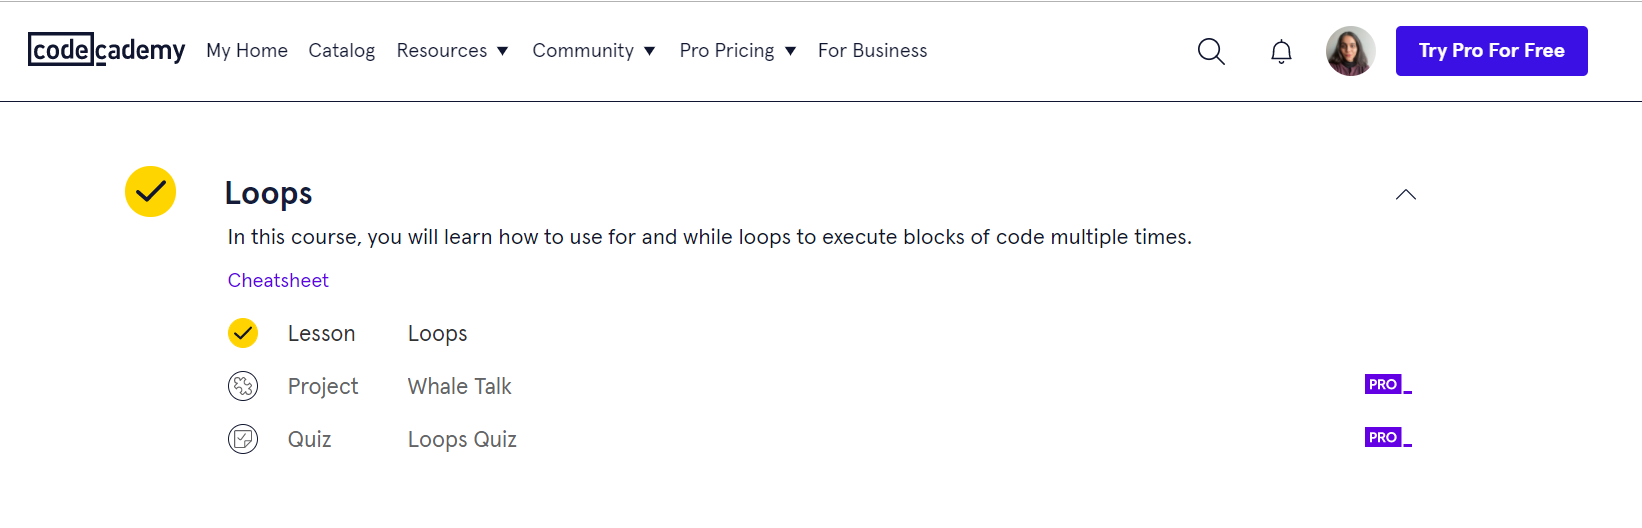 codecademy My Home Catalog Resources Community Pro Pricing For Business Try Pro For Free
Loops
In this course, you will learn how to use for and while loops to execute blocks of code multiple times.
Cheatsheet
Lesson Loops
Project Whale Talk PRO
Quiz Loops Quiz PRO